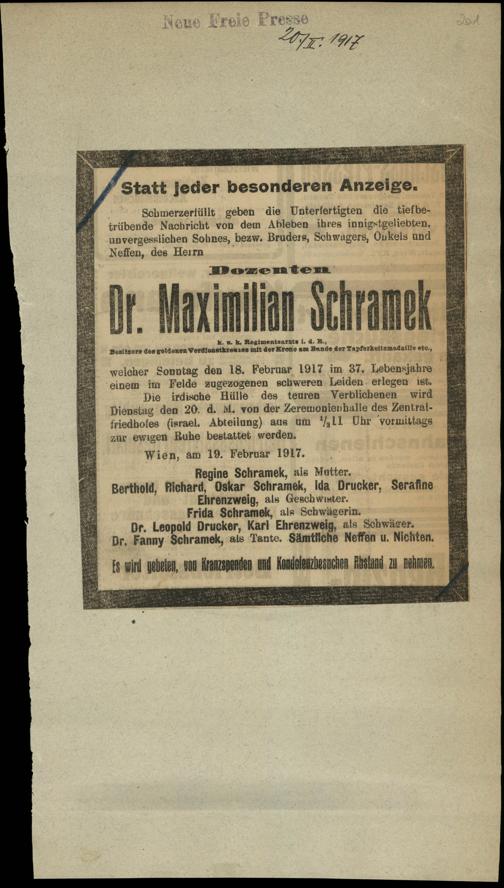 Neue Freie Presse
201
20./II. 1917
Statt jeder besonderen Anzeige.
Schmerzerfüllt geben die Unterfertigten die tiefbe-
trübende Nachricht von dem Ableben ihres innigstgeliebten,
unvergesslichen Sohnes, bezw. Bruders, Schwagers, Onkels und
Neffen, des Herrn
Dozenten
Dr. Maximilian Schramek
k. u. k. Regimentsarzts i. d. R.,
Besitzers des goldenen Verdienstkreuzes mit der Krone am Bande der Tapferkeitsmedaille etc.,
welcher Sonntag den 18. Februar 1917 im 37. Lebensjahre
einem im Felde zugezogenen schweren Leiden erlegen ist.
Die irdische Hülle des teuren Verblichenen wird
Dienstag den 20. d. M. von der Zeremonienhalle des Zentral-
friedhofes (israel. Abteilung) aus um ½11 Uhr vormittags
zur ewigen Ruhe bestattet werden.
Wien, am 19. Februar 1917.
Regine Schramek, als Mutter.
Berthold, Richard, Oskar Schramek, Ida Drucker, Serafine
Ehrenzweig, als Geschwister.
Frida Schramek, als Schwägerin.
Dr. Leopold Drucker, Karl Ehrenzweig, als Schwäger.
Dr. Fanny Schramek, als Tante. Sämtliche Neffen u. Nichten.
Es wird gebeten, von Kranzspenden und Kondolenzbesuchen Abstand zu nehmen.